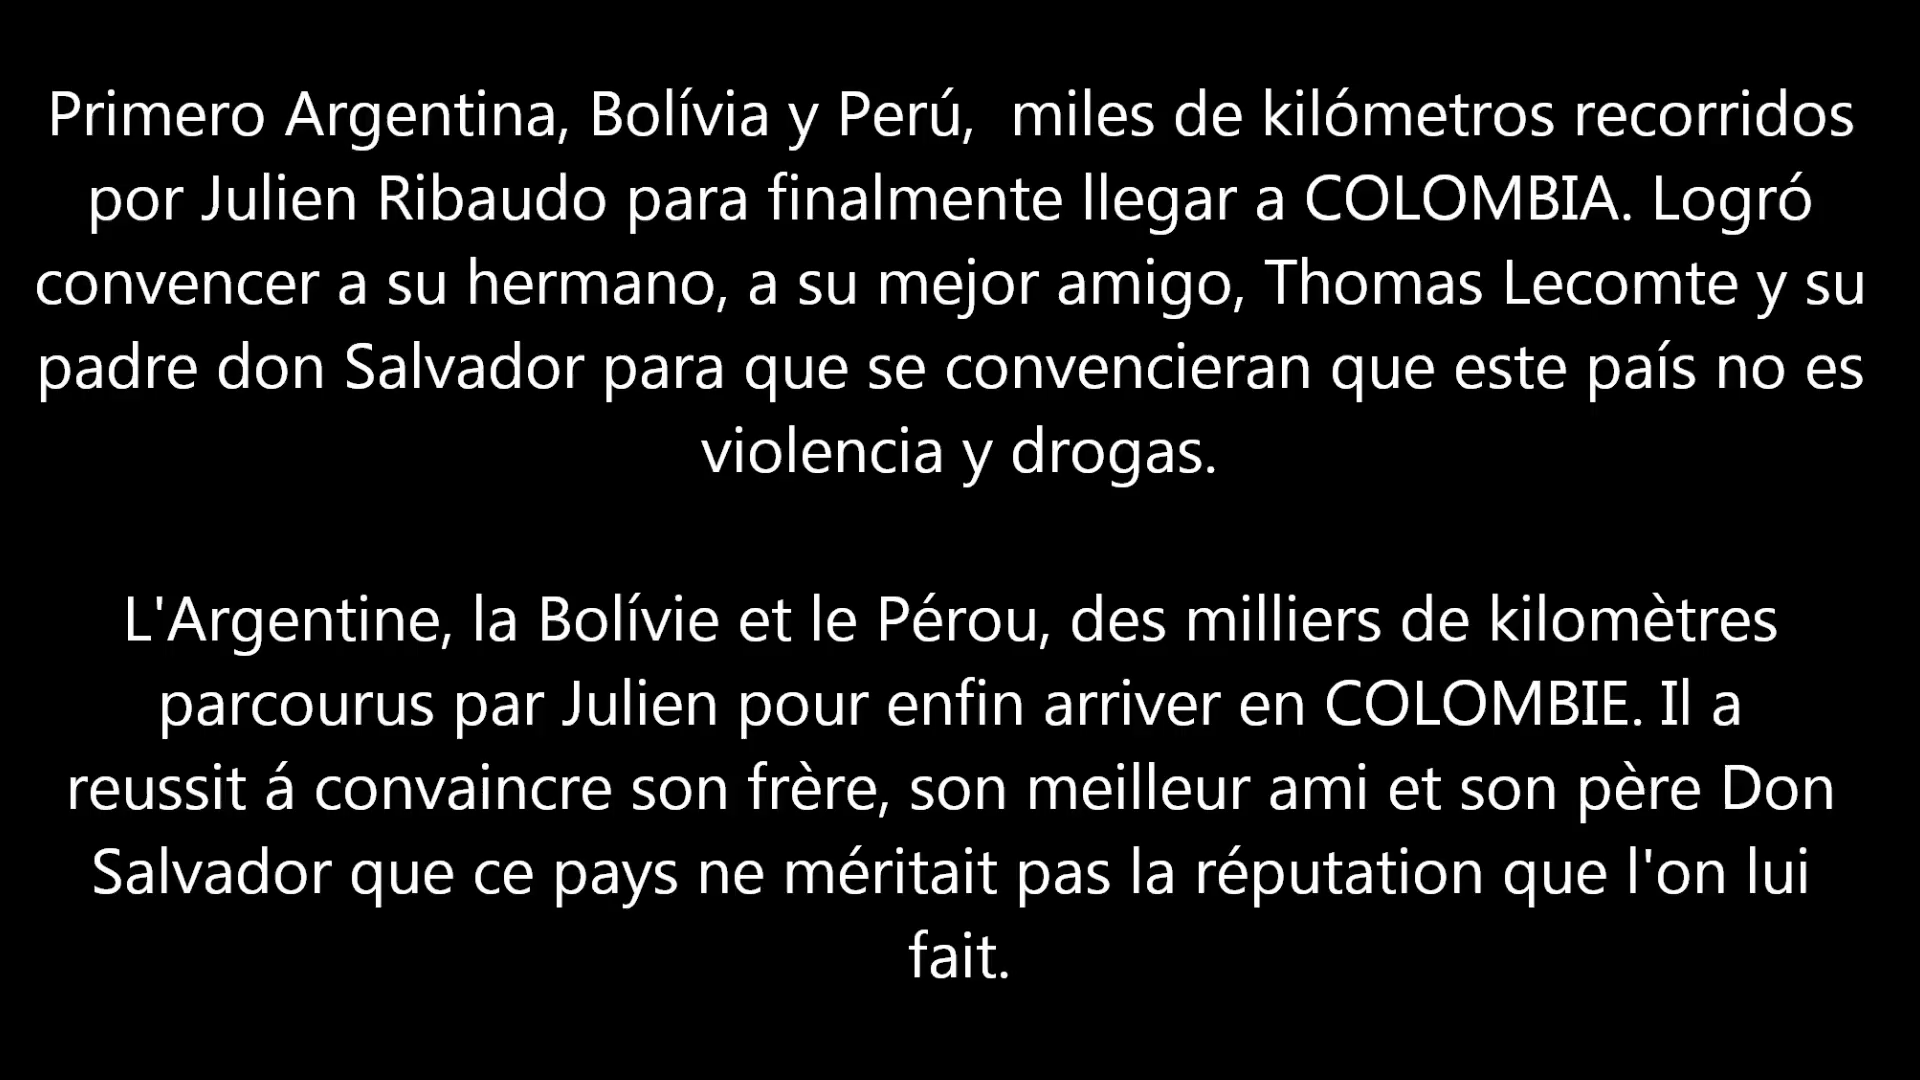 Primero Argentina, Bolívia y Perú,  miles de kilómetros recorridos
por Julien Ribaudo para finalmente llegar a COLOMBIA. Logró
convencer a su hermano, a su mejor amigo, Thomas Lecomte y su
padre don Salvador para que se convencieran que este país no es
violencia y drogas.
L'Argentine, la Bolívie et le Pérou, des milliers de kilomètres
parcourus par Julien pour enfin arriver en COLOMBIE. Il a
reussit á convaincre son frère, son meilleur ami et son père Don
Salvador que ce pays ne méritait pas la réputation que l'on lui
fait.